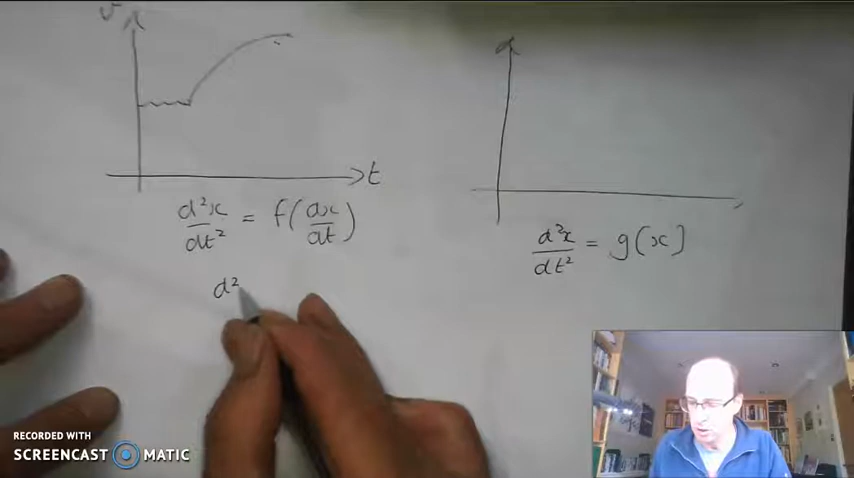 v
t
d²x/dt² = f(dx/dt)
d²
a
d²x/dt² = g(x)
RECORDED WITH
SCREENCAST MATIC